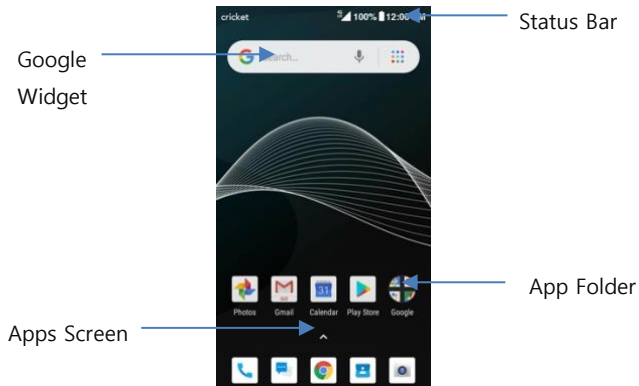 cricket 100% 12:00 M
Status Bar
Google
Widget
Search...
Photos Gmail Calendar Play Store Google
App Folder
Apps Screen